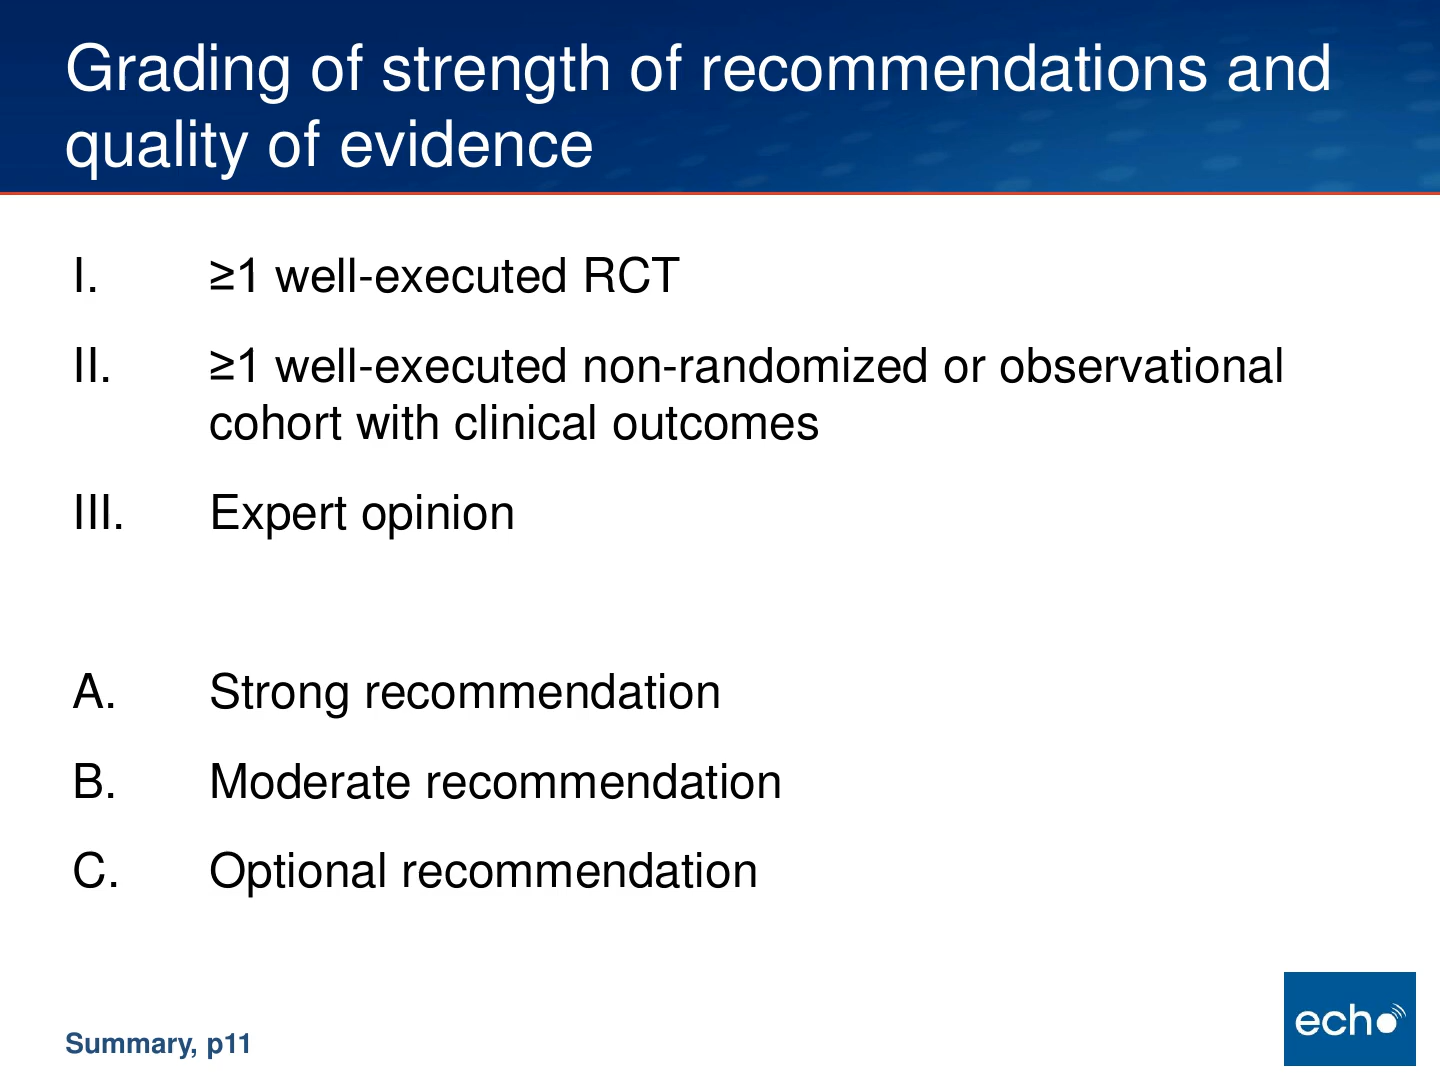 Grading of strength of recommendations and
quality of evidence
I. ≥1 well-executed RCT
II. ≥1 well-executed non-randomized or observational
cohort with clinical outcomes
III. Expert opinion
A. Strong recommendation
B. Moderate recommendation
C. Optional recommendation
Summary, p11
echo